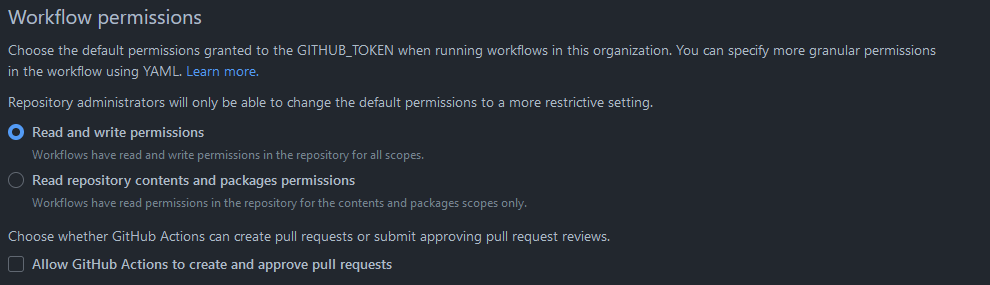 Workflow permissions
Choose the default permissions granted to the GITHUB_TOKEN when running workflows in this organization. You can specify more granular permissions
in the workflow using YAML. Learn more.
Repository administrators will only be able to change the default permissions to a more restrictive setting.
Read and write permissions
Workflows have read and write permissions in the repository for all scopes.
Read repository contents and packages permissions
Workflows have read permissions in the repository for the contents and packages scopes only.
Choose whether GitHub Actions can create pull requests or submit approving pull request reviews.
Allow GitHub Actions to create and approve pull requests